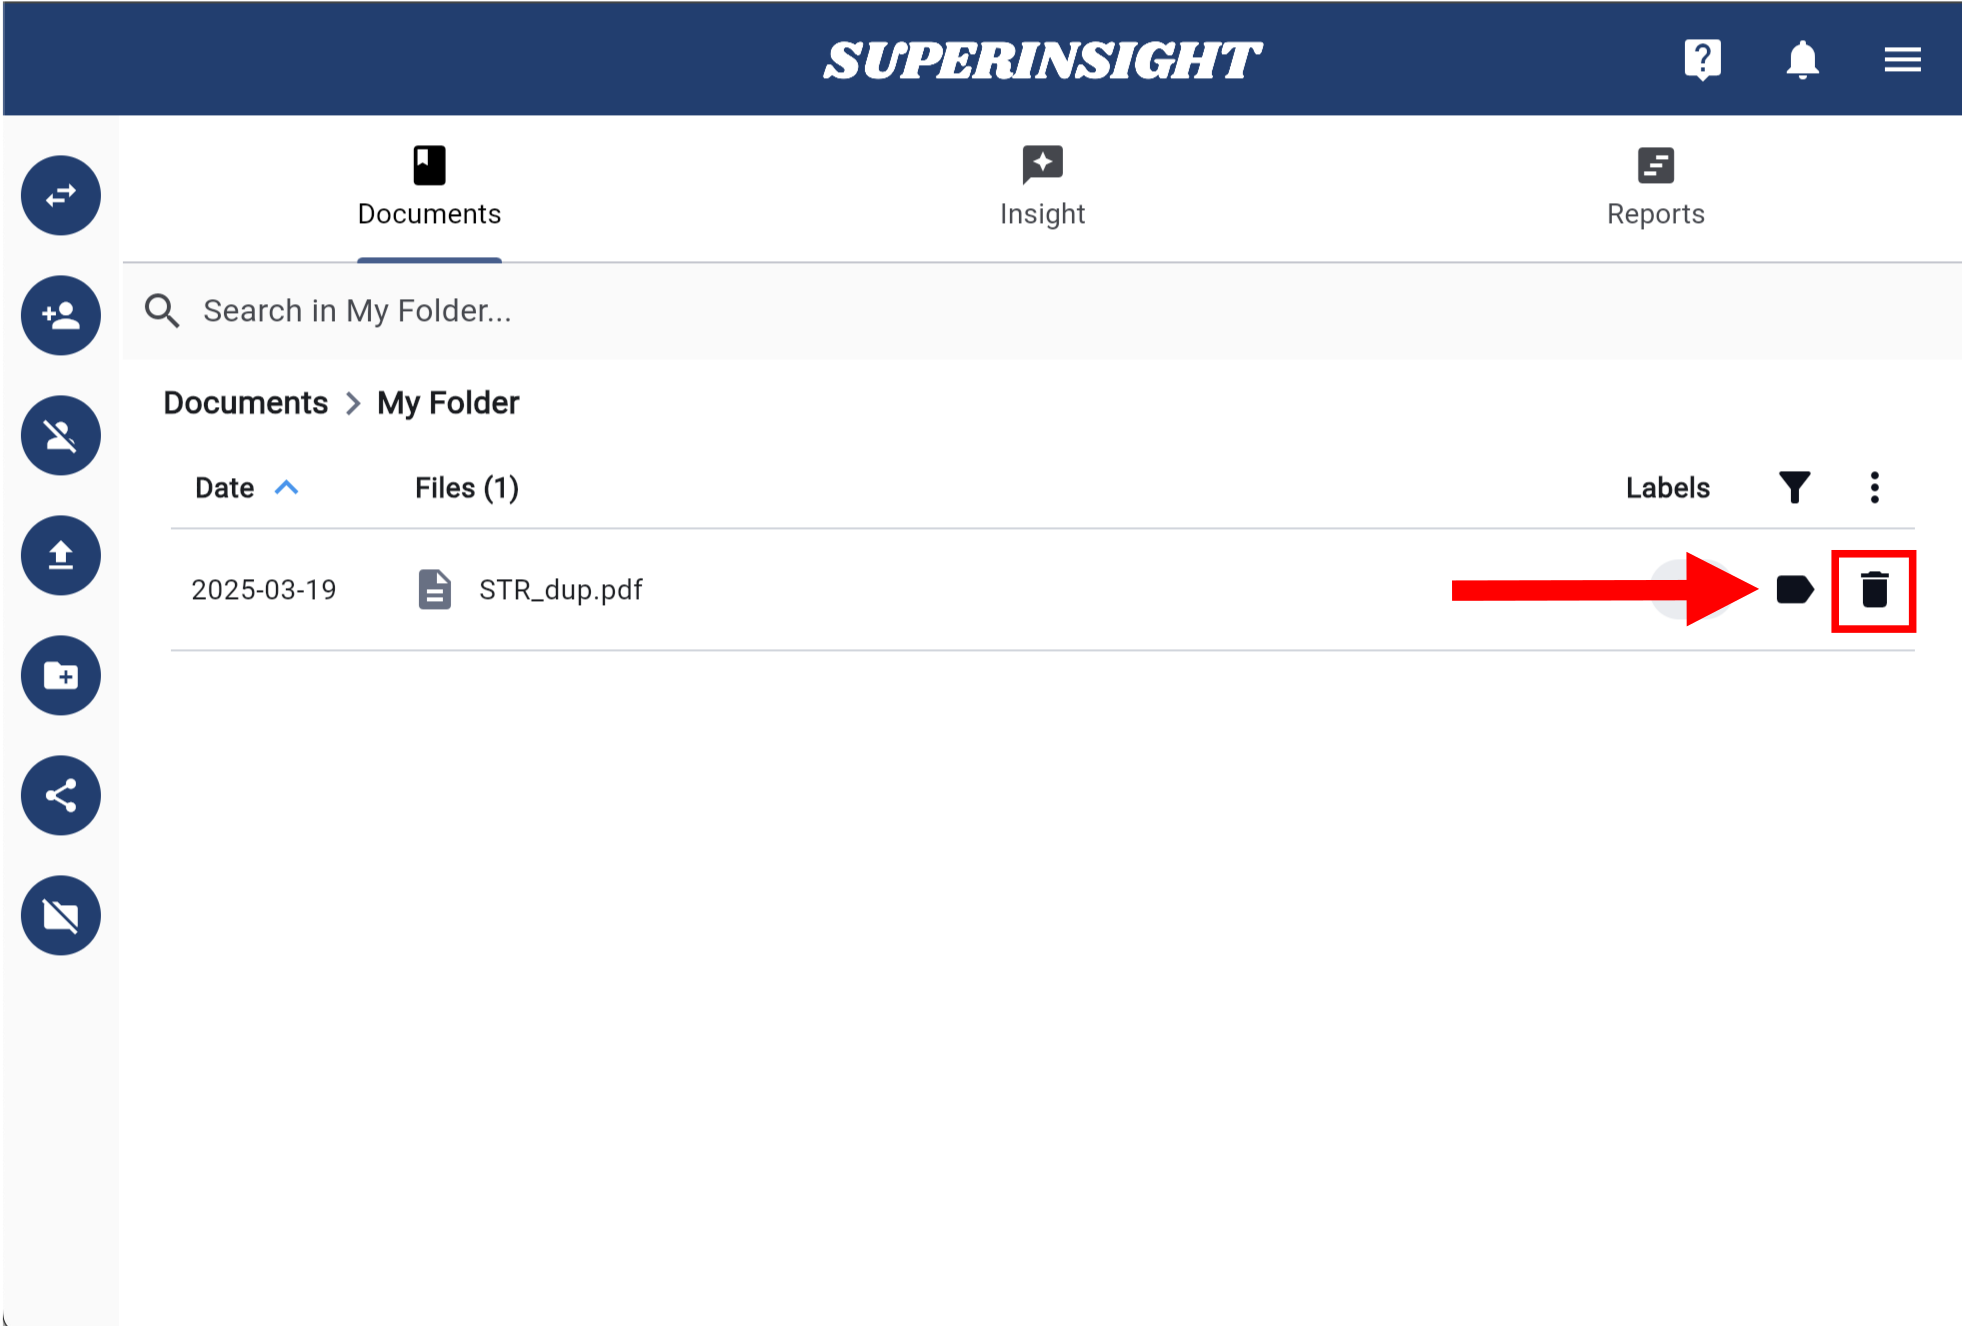 SUPERINSIGHT
Documents
Insight
Reports
Search in My Folder...
Documents > My Folder
Date Files (1) Labels
2025-03-19 STR_dup.pdf